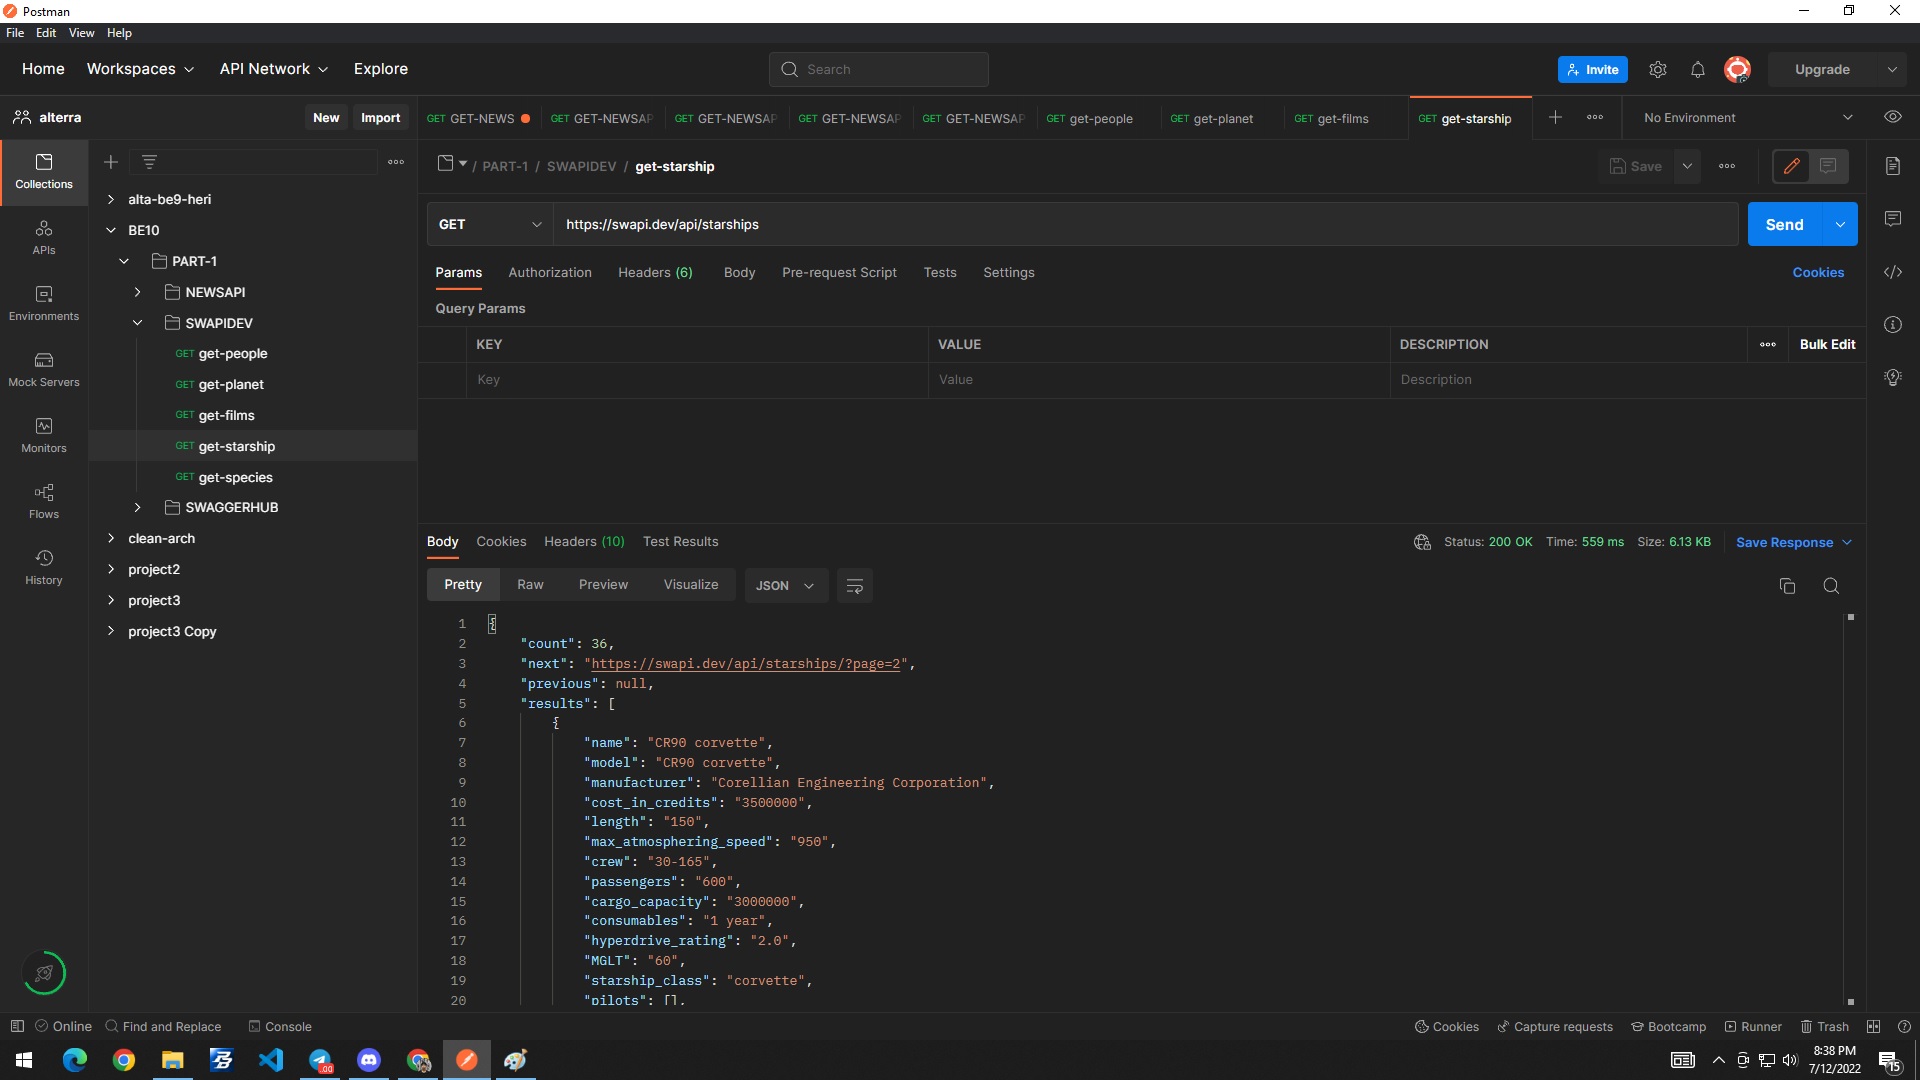 Postman
File Edit View Help
Home Workspaces API Network Explore Search Invite Upgrade
alterra New Import
GET GET-NEWS GET GET-NEWSAP GET GET-NEWSAP GET GET-NEWSAP GET GET-NEWSAP GET get-people GET get-planet GET get-films GET get-starship No Environment
Collections
APIs
Environments
Mock Servers
Monitors
Flows
History
alta-be9-heri
BE10
PART-1
NEWSAPI
SWAPIDEV
GET get-people
GET get-planet
GET get-films
GET get-starship
GET get-species
SWAGGERHUB
clean-arch
project2
project3
project3 Copy
/ PART-1 / SWAPIDEV / get-starship Save
GET https://swapi.dev/api/starships Send
Params Authorization Headers (6) Body Pre-request Script Tests Settings Cookies
Query Params
KEY VALUE DESCRIPTION Bulk Edit
Key Value Description
Body Cookies Headers (10) Test Results Status: 200 OK Time: 559 ms Size: 6.13 KB Save Response
Pretty Raw Preview Visualize JSON
1 {
2 "count": 36,
3 "next": "https://swapi.dev/api/starships/?page=2",
4 "previous": null,
5 "results": [
6 {
7 "name": "CR90 corvette",
8 "model": "CR90 corvette",
9 "manufacturer": "Corellian Engineering Corporation",
10 "cost_in_credits": "3500000",
11 "length": "150",
12 "max_atmosphering_speed": "950",
13 "crew": "30-165",
14 "passengers": "600",
15 "cargo_capacity": "3000000",
16 "consumables": "1 year",
17 "hyperdrive_rating": "2.0",
18 "MGLT": "60",
19 "starship_class": "corvette",
20 "pilots": [],
Online Find and Replace Console Cookies Capture requests Bootcamp Runner Trash
8:38 PM
7/12/2022
15